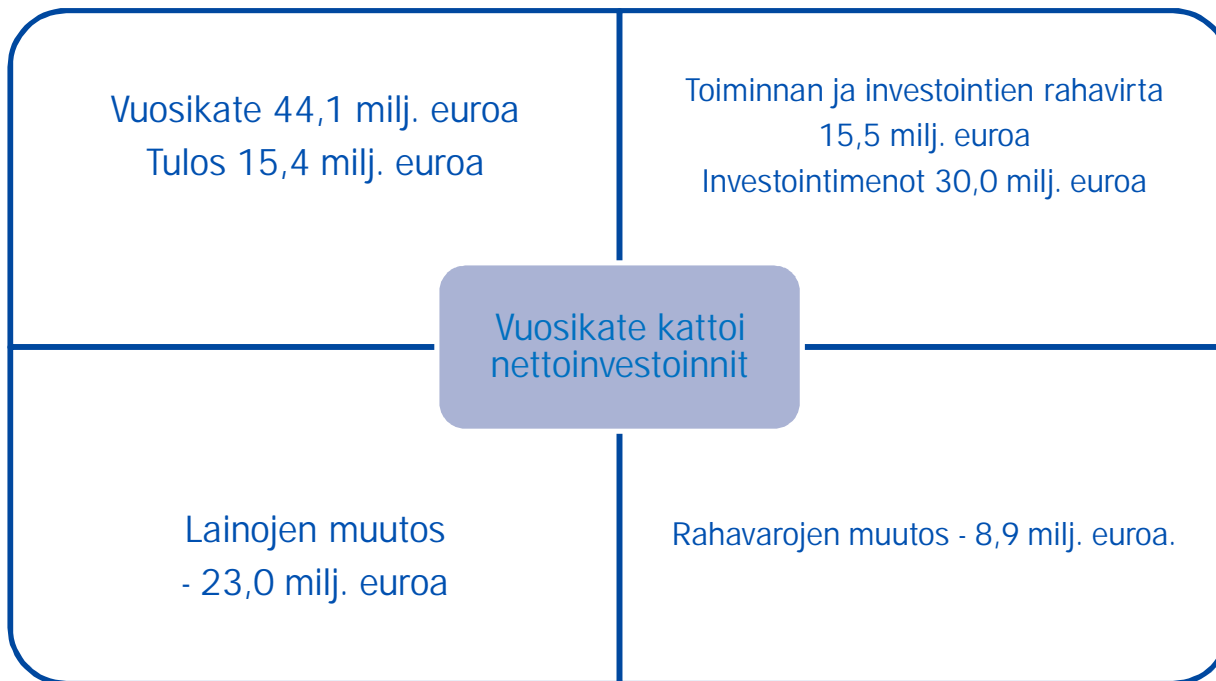 Vuosikate 44,1 milj. euroa
Tulos 15,4 milj. euroa
Toiminnan ja investointien rahavirta
15,5 milj. euroa
Investointimenot 30,0 milj. euroa
Vuosikate kattoi
nettoinvestoinnit
Lainojen muutos
- 23,0 milj. euroa
Rahavarojen muutos - 8,9 milj. euroa.